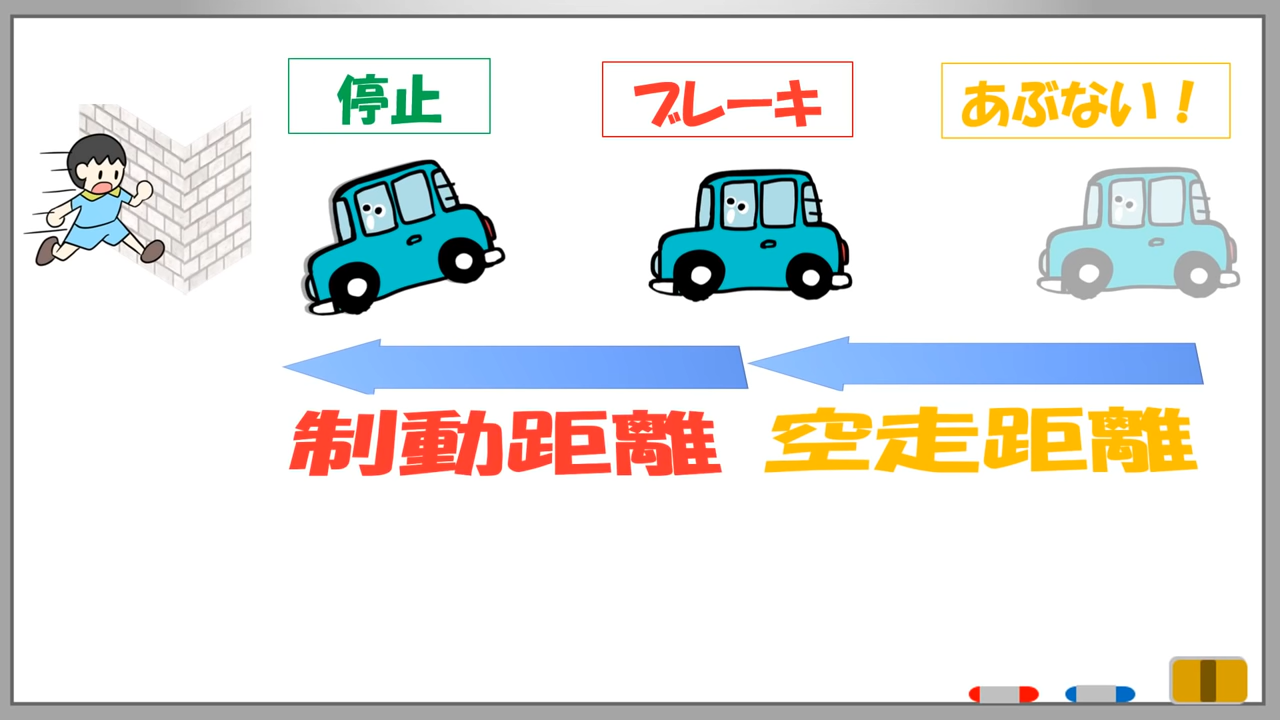 停止
ブレーキ
あぶない！
制動距離
空走距離